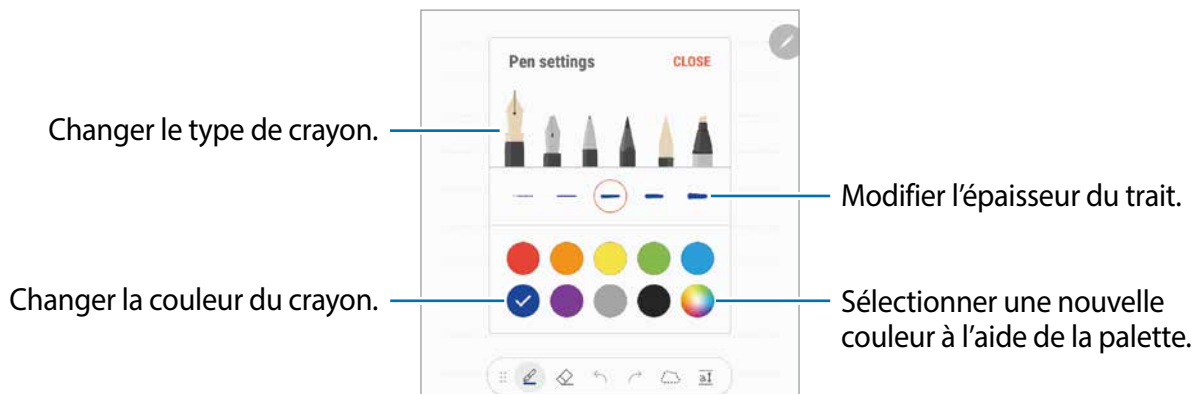 Pen settings
CLOSE
Changer le type de crayon.
Modifier l’épaisseur du trait.
Changer la couleur du crayon.
Sélectionner une nouvelle
couleur à l’aide de la palette.
aI